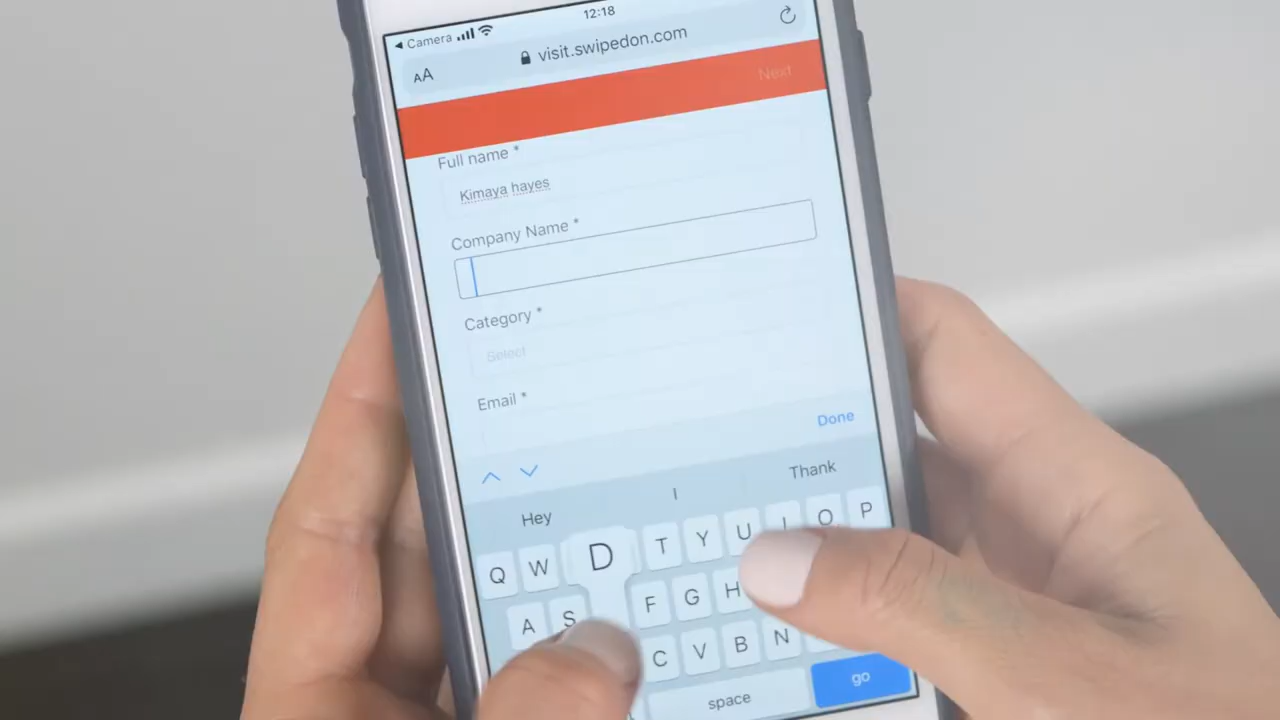 12:18
Camera
AA visit.swipedon.com
Next
Full name *
Kimaya hayes
Company Name *
Category *
Select
Email *
Done
Hey I Thank
Q W D T Y U I O P
A S F G H
C V B N
space go